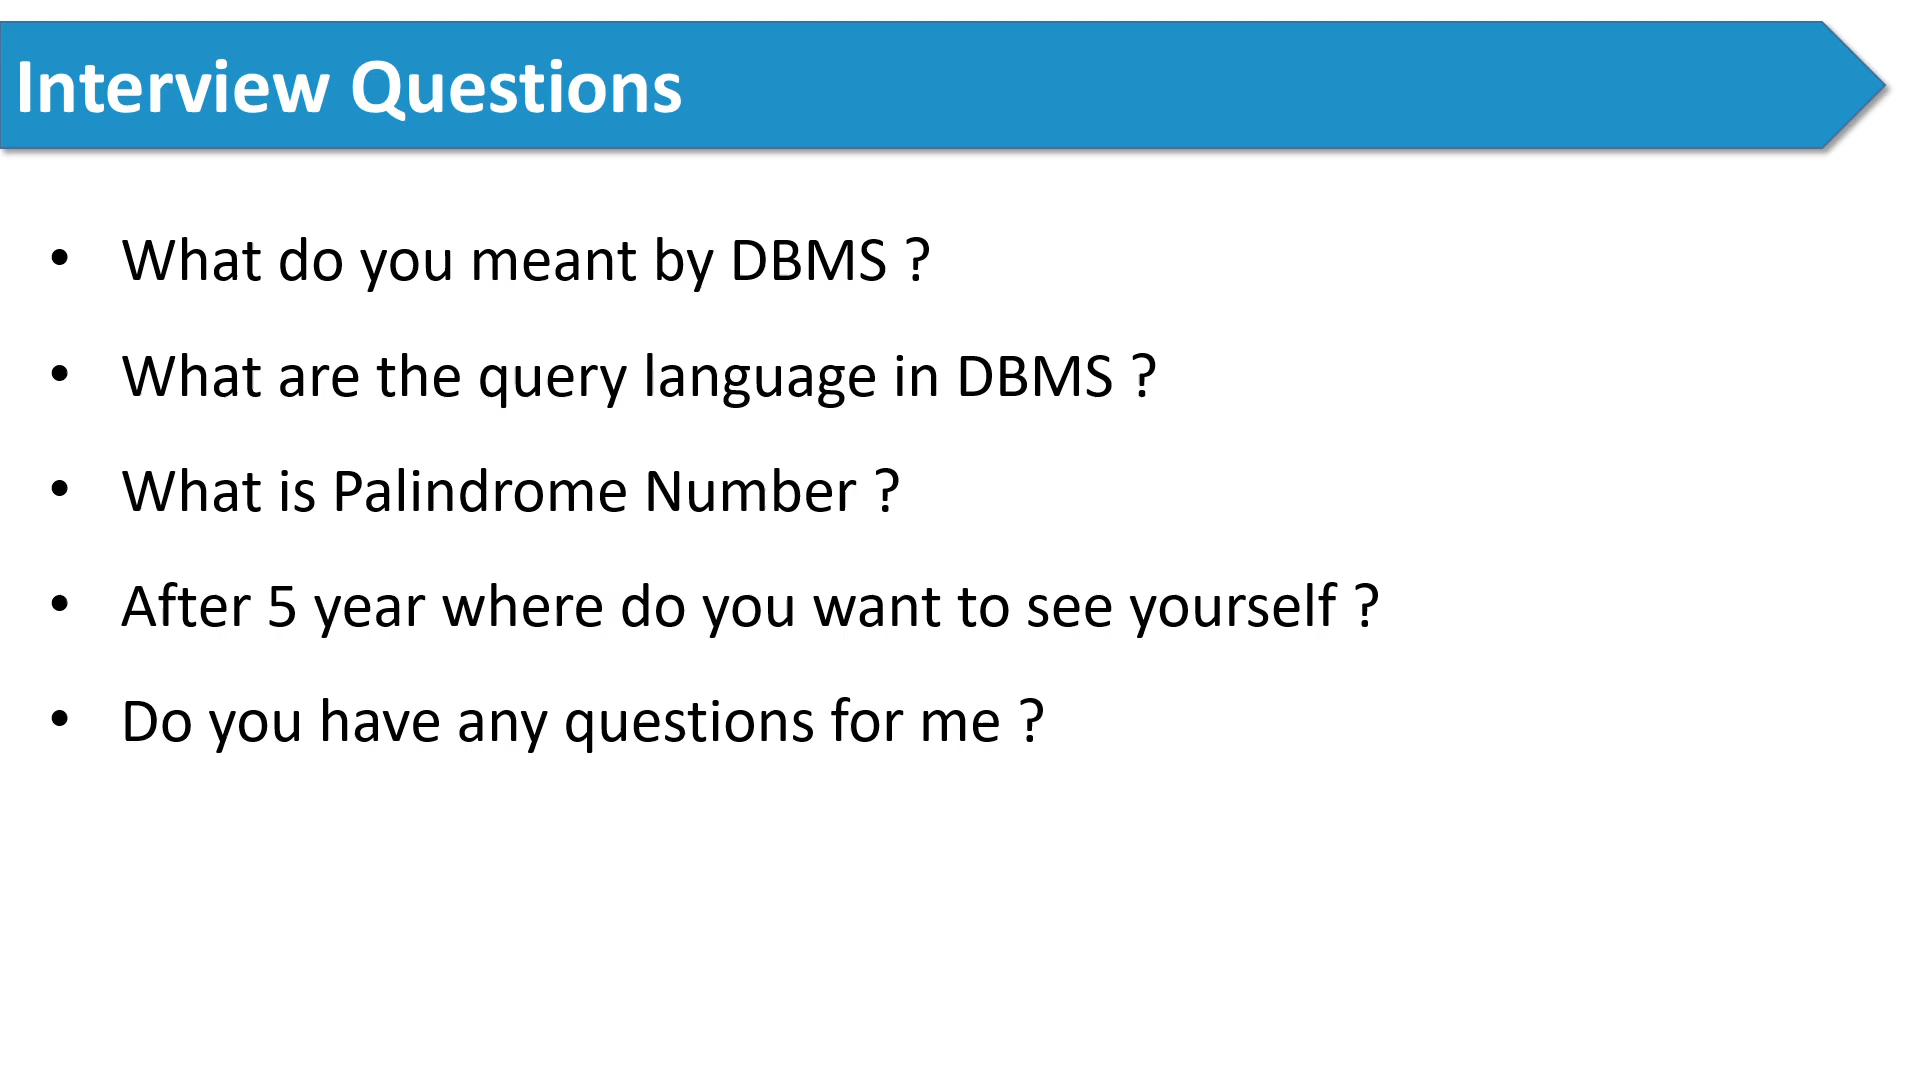 Interview Questions
• What do you meant by DBMS ?
• What are the query language in DBMS ?
• What is Palindrome Number ?
• After 5 year where do you want to see yourself ?
• Do you have any questions for me ?